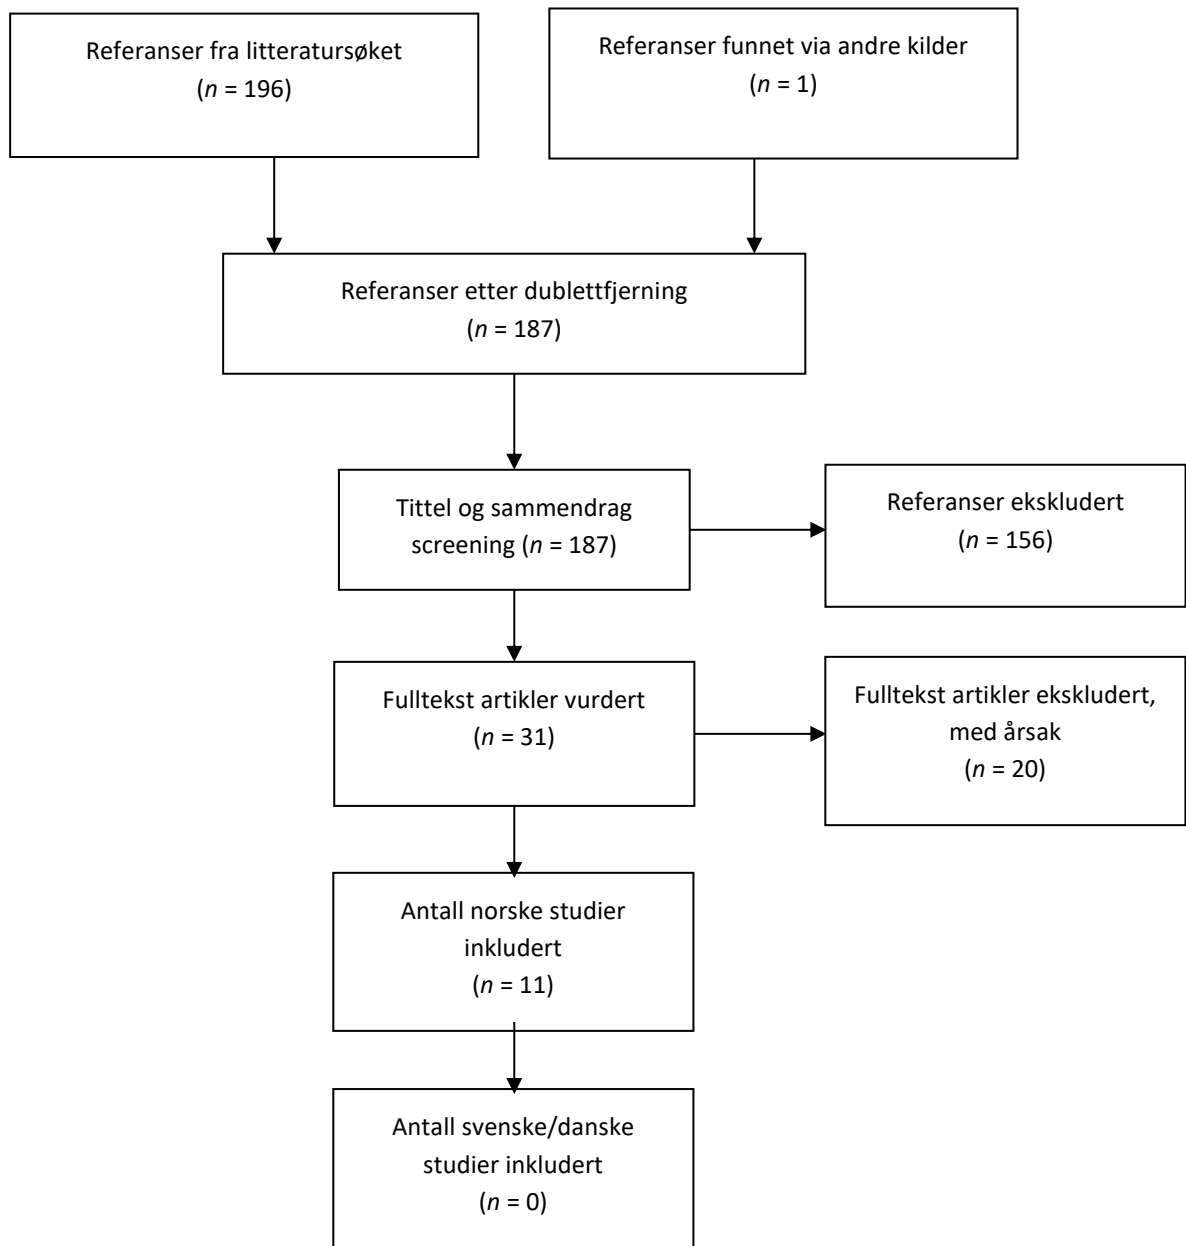 Referanser fra litteratursøket
(n = 196)
Referanser funnet via andre kilder
(n = 1)
Referanser etter dublettfjerning
(n = 187)
Tittel og sammendrag
screening (n = 187)
Referanser ekskludert
(n = 156)
Fulltekst artikler vurdert
(n = 31)
Fulltekst artikler ekskludert,
med årsak
(n = 20)
Antall norske studier
inkludert
(n = 11)
Antall svenske/danske
studier inkludert
(n = 0)